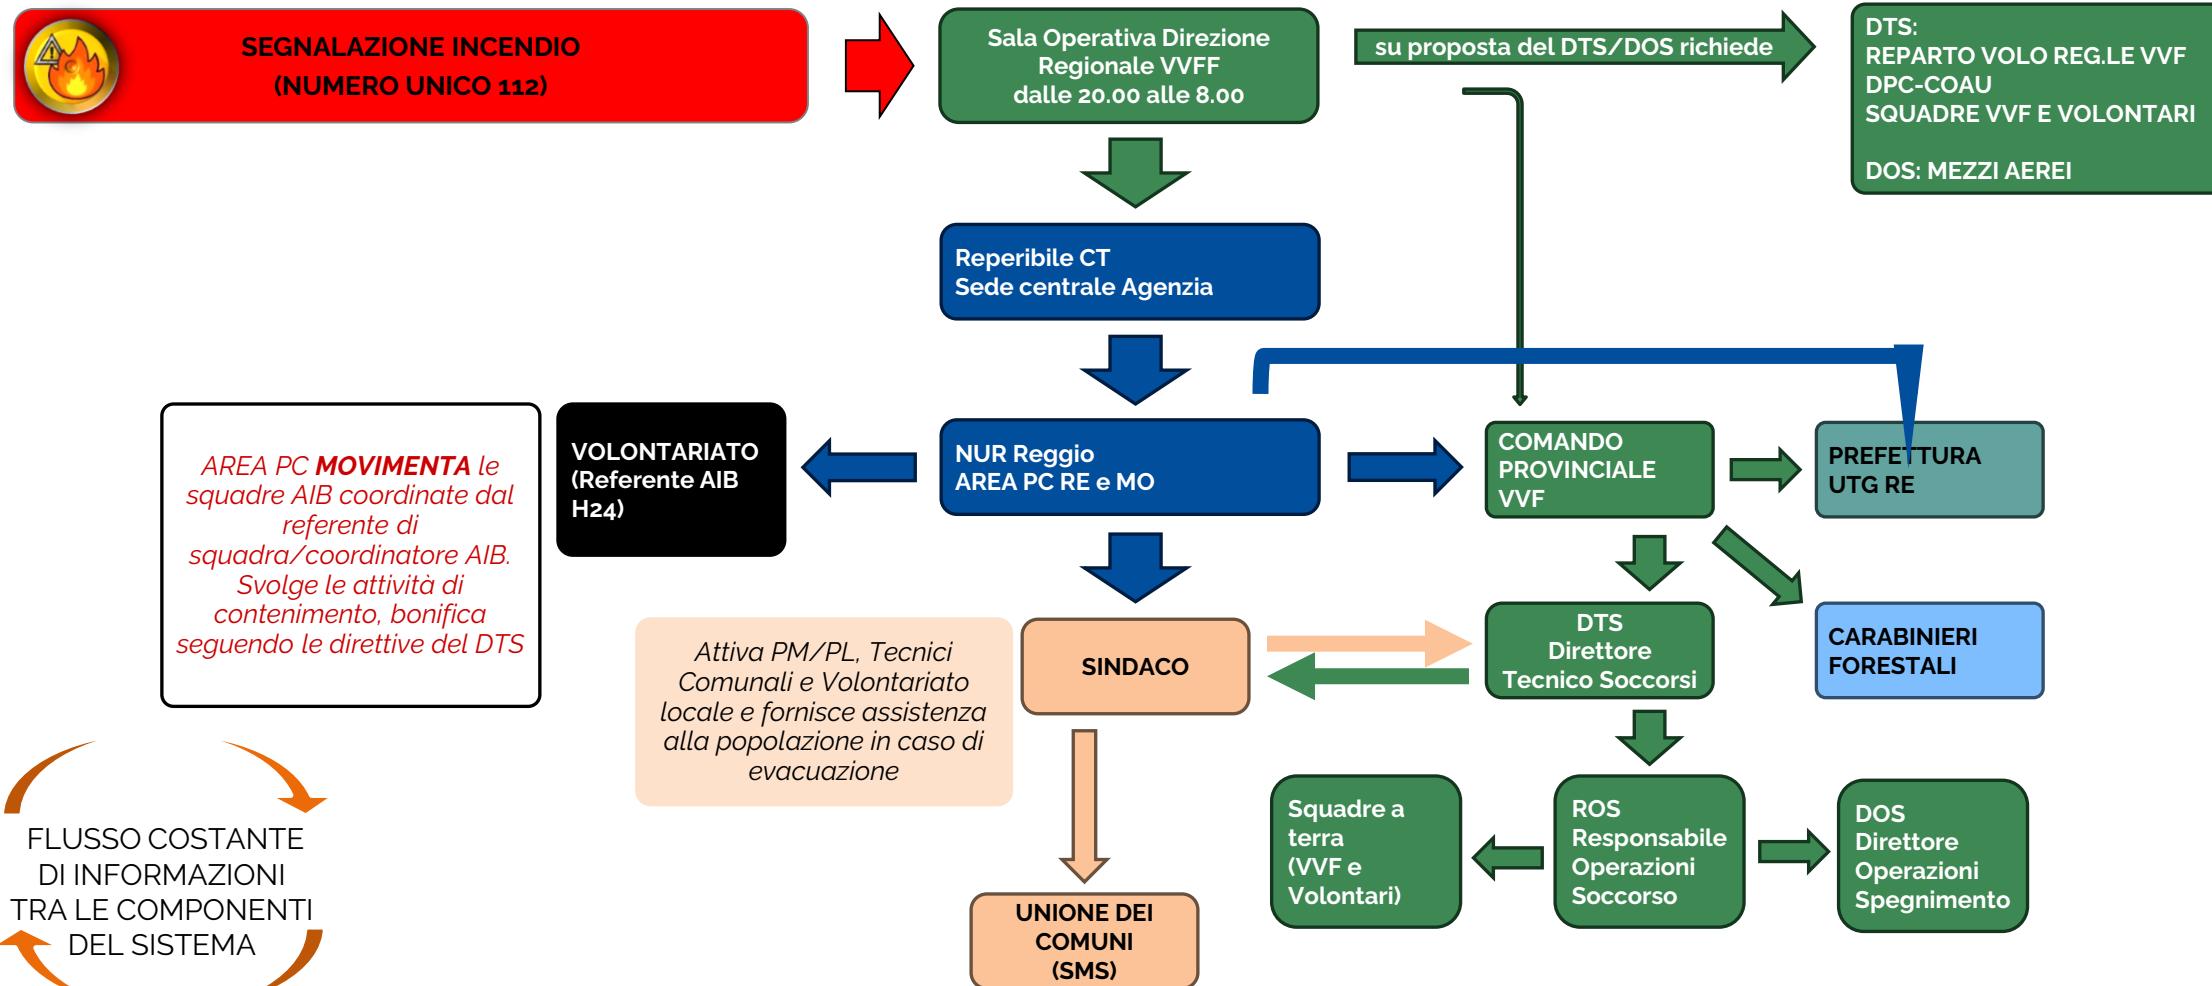 SEGNALAZIONE INCENDIO
(NUMERO UNICO 112)
Sala Operativa Direzione
Regionale VVFF
dalle 20.00 alle 8.00
su proposta del DTS/DOS richiede
DTS:
REPARTO VOLO REG.LE VVF
DPC-COAU
SQUADRE VVF E VOLONTARI
DOS: MEZZI AEREI
Reperibile CT
Sede centrale Agenzia
AREA PC MOVIMENTA le
squadre AIB coordinate dal
referente di
squadra/coordinatore AIB.
Svolge le attività di
contenimento, bonifica
seguendo le direttive del DTS
VOLONTARIATO
(Referente AIB
H24)
NUR Reggio
AREA PC RE e MO
COMANDO
PROVINCIALE
VVF
PREFETTURA
UTG RE
Attiva PM/PL, Tecnici
Comunali e Volontariato
locale e fornisce assistenza
alla popolazione in caso di
evacuazione
SINDACO
DTS
Direttore
Tecnico Soccorsi
CARABINIERI
FORESTALI
FLUSSO COSTANTE
DI INFORMAZIONI
TRA LE COMPONENTI
DEL SISTEMA
UNIONE DEI
COMUNI
(SMS)
Squadre a
terra
(VVF e
Volontari)
ROS
Responsabile
Operazioni
Soccorso
DOS
Direttore
Operazioni
Spegnimento